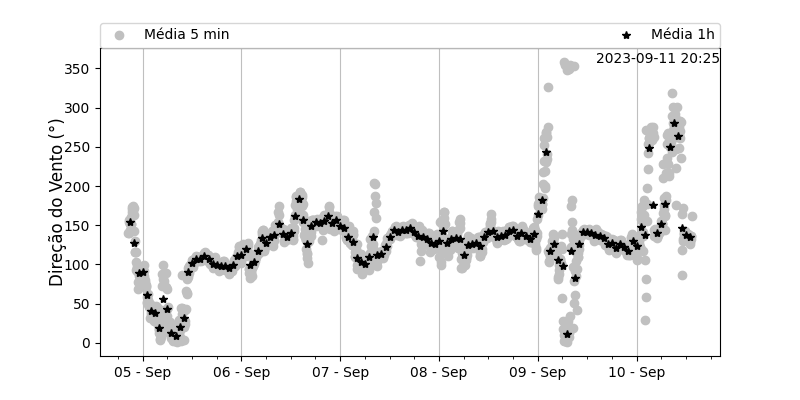 Média 5 min
Média 1h
2023-09-11 20:25
Direção do Vento (°)
350
300
250
200
150
100
50
0
05 - Sep
06 - Sep
07 - Sep
08 - Sep
09 - Sep
10 - Sep